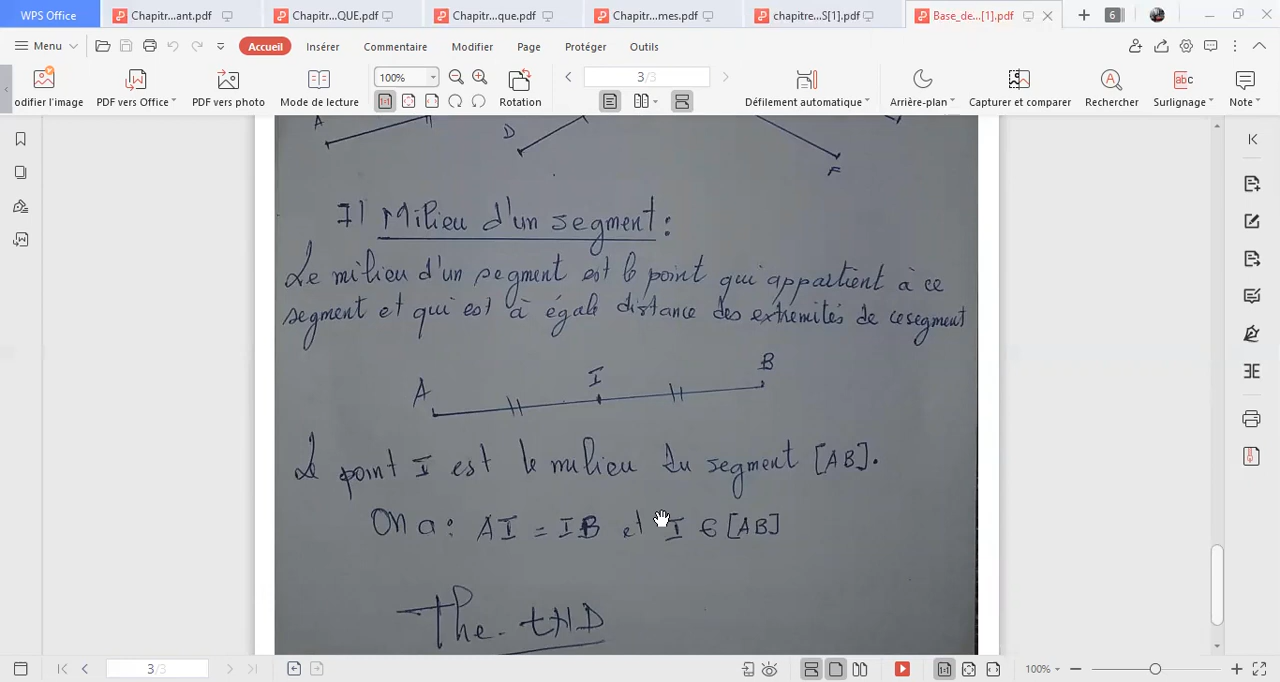 WPS Office
Chapitr...ant.pdf
Chapitr...QUE.pdf
Chapitr...que.pdf
Chapitr...mes.pdf
chapitre...S[1].pdf
Base_de...[1].pdf
6
Menu
Accueil
Insérer
Commentaire
Modifier
Page
Protéger
Outils
odifier l'image
PDF vers Office
PDF vers photo
Mode de lecture
100%
Rotation
3/3
Défilement automatique
Arrière-plan
Capturer et comparer
Rechercher
Surlignage
Note
A
D
F
7) Milieu d'un segment :
Le milieu d'un segment est le point qui appartient à ce
segment et qui est à égale distance des extrémités de ce segment
A I B
Le point I est le milieu du segment [AB].
On a : AI = IB et I ∈ [AB]
The-END
3/3
100%